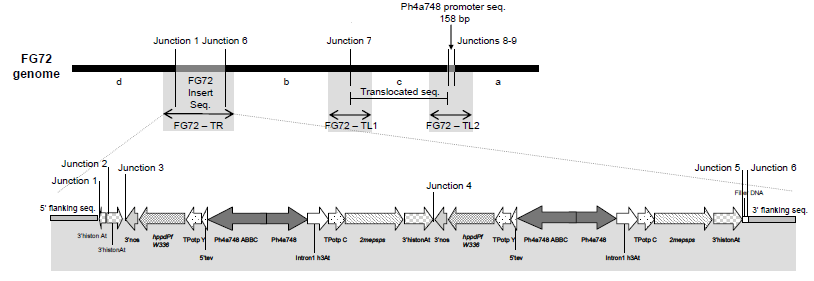 Ph4a748 promoter seq.
158 bp
Junction 1 Junction 6
Junction 7
Junctions 8-9
FG72
genome
d
FG72
Insert
Seq.
b
c
a
Translocated seq.
FG72 – TR
FG72 – TL1
FG72 – TL2
Junction 2
Junction 1
Junction 3
Junction 4
Junction 5
Junction 6
Filler DNA
5' flanking seq.
3' flanking seq.
3'histon At
3'histonAt
3'nos
hppdPf
W336
TPotp Y
5'tev
Ph4a748 ABBC
Ph4a748
Intron1 h3At
TPotp C
2mepsps
3'histonAt
3'nos
hppdPf
W336
TPotp Y
5'tev
Ph4a748 ABBC
Ph4a748
Intron1 h3At
TPotp C
2mepsps
3'histonAt